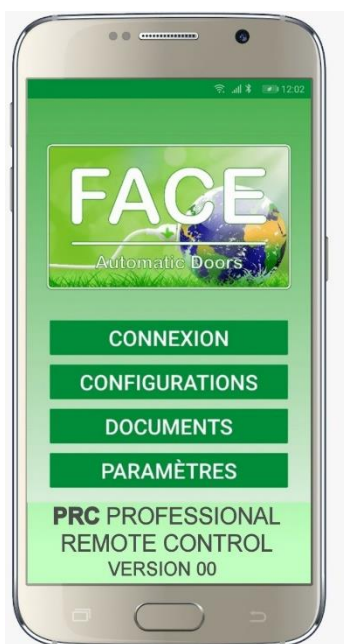 12:02
FACE
Automatic Doors
CONNEXION
CONFIGURATIONS
DOCUMENTS
PARAMÈTRES
PRC PROFESSIONAL
REMOTE CONTROL
VERSION 00